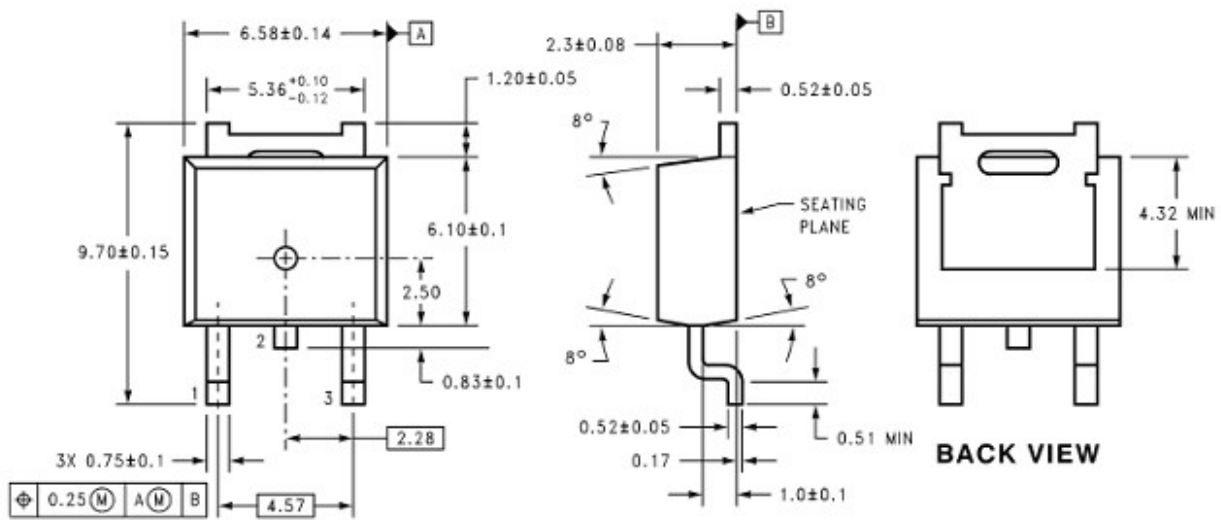 6.58±0.14
A
5.36 +0.10 -0.12
1.20±0.05
9.70±0.15
6.10±0.1
2.50
2
0.83±0.1
1
3
2.28
3X 0.75±0.1
⌖ 0.25 Ⓜ A Ⓜ B
4.57
B
2.3±0.08
0.52±0.05
8°
SEATING
PLANE
8°
8°
0.52±0.05
0.51 MIN
0.17
1.0±0.1
4.32 MIN
BACK VIEW